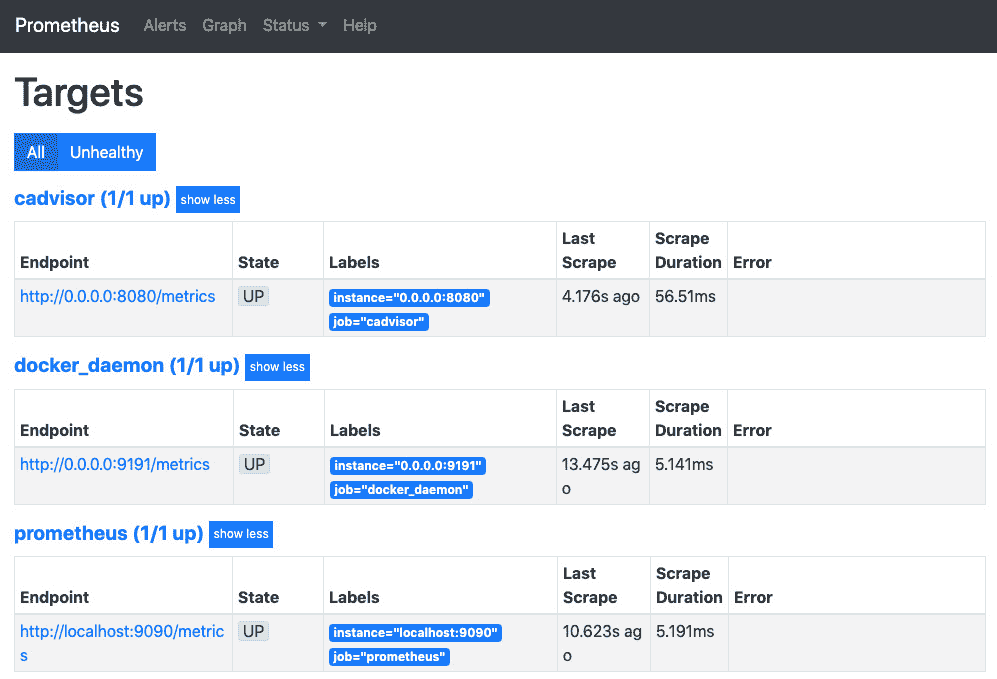 Prometheus Alerts Graph Status Help
Targets
All Unhealthy
cadvisor (1/1 up) show less
Endpoint State Labels Last Scrape Scrape Duration Error
http://0.0.0.0:8080/metrics UP instance="0.0.0.0:8080" 4.176s ago 56.51ms
job="cadvisor"
docker_daemon (1/1 up) show less
Endpoint State Labels Last Scrape Scrape Duration Error
http://0.0.0.0:9191/metrics UP instance="0.0.0.0:9191" 13.475s ag 5.141ms
job="docker_daemon" o
prometheus (1/1 up) show less
Endpoint State Labels Last Scrape Scrape Duration Error
http://localhost:9090/metric UP instance="localhost:9090" 10.623s ag 5.191ms
s job="prometheus" o